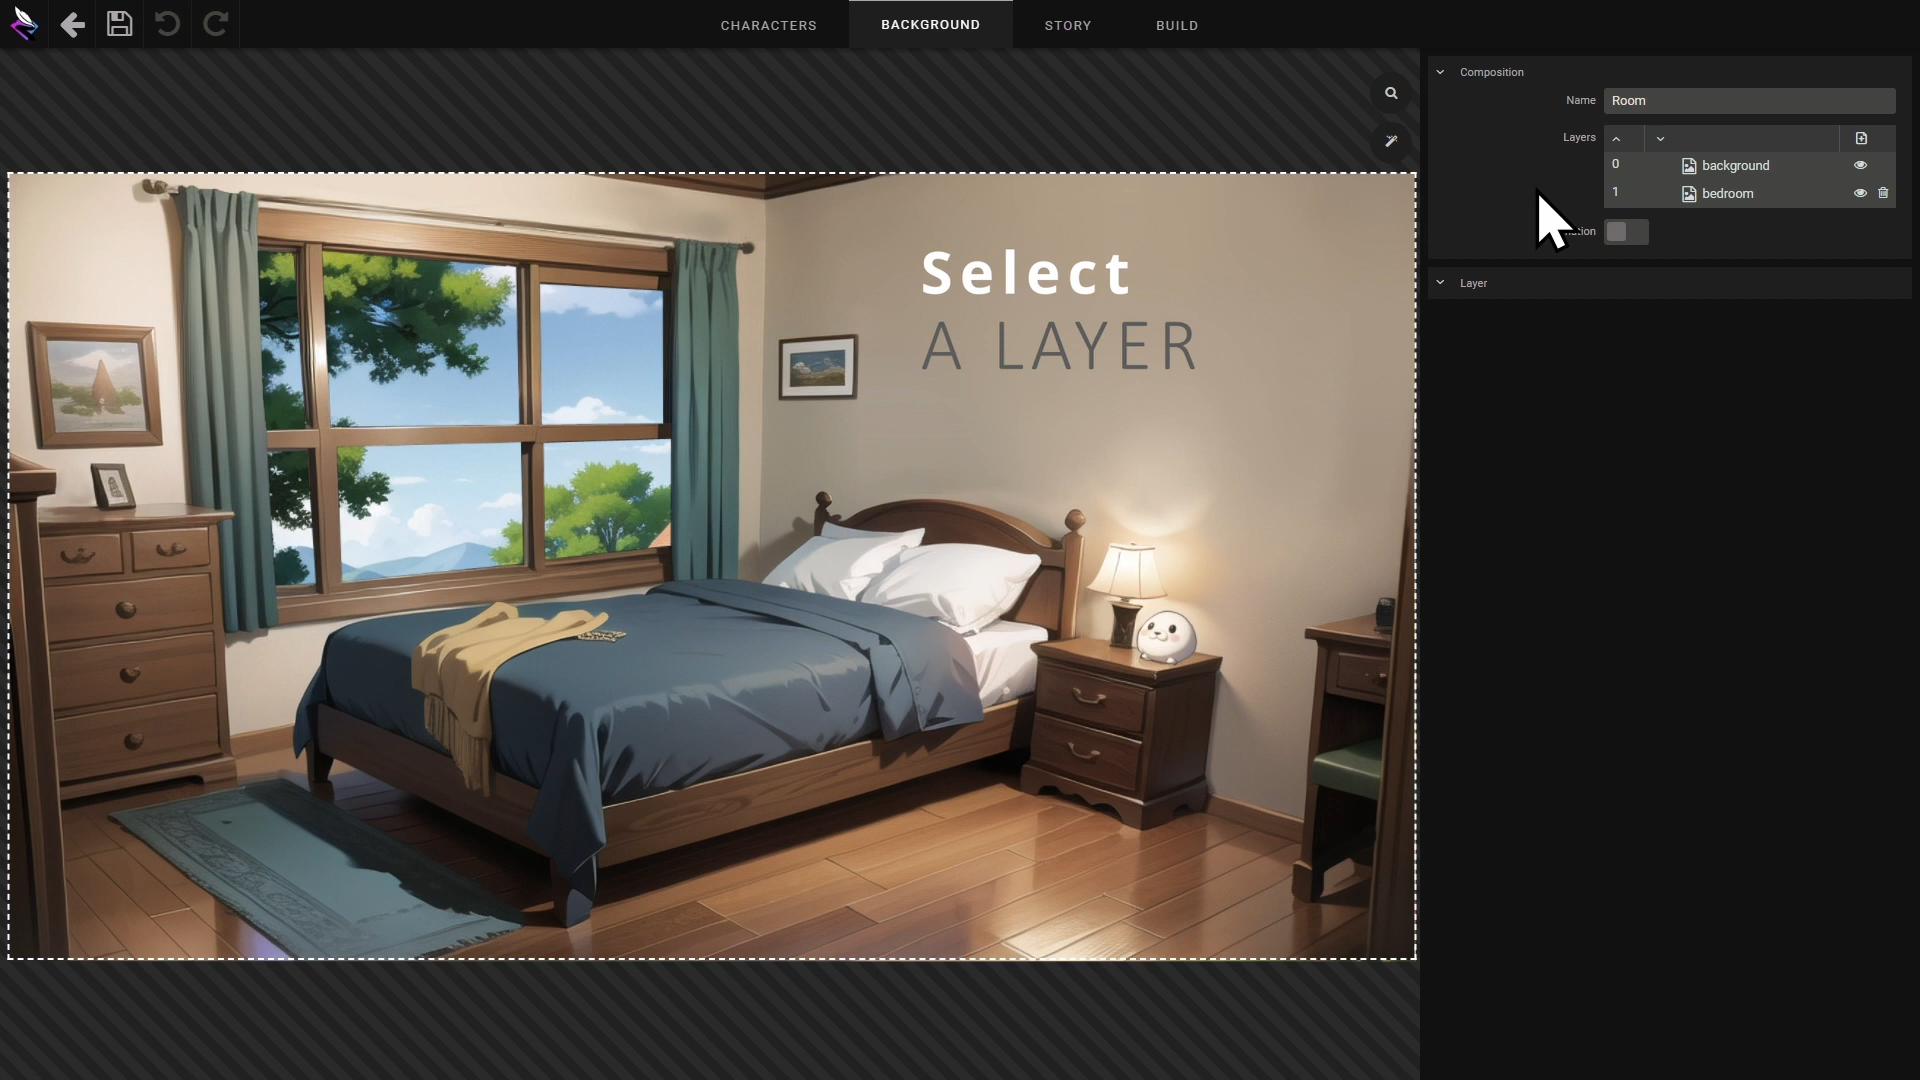 CHARACTERS
BACKGROUND
STORY
BUILD
Composition
Name
Room
Layers
0
background
1
bedroom
Layer
Select
A LAYER